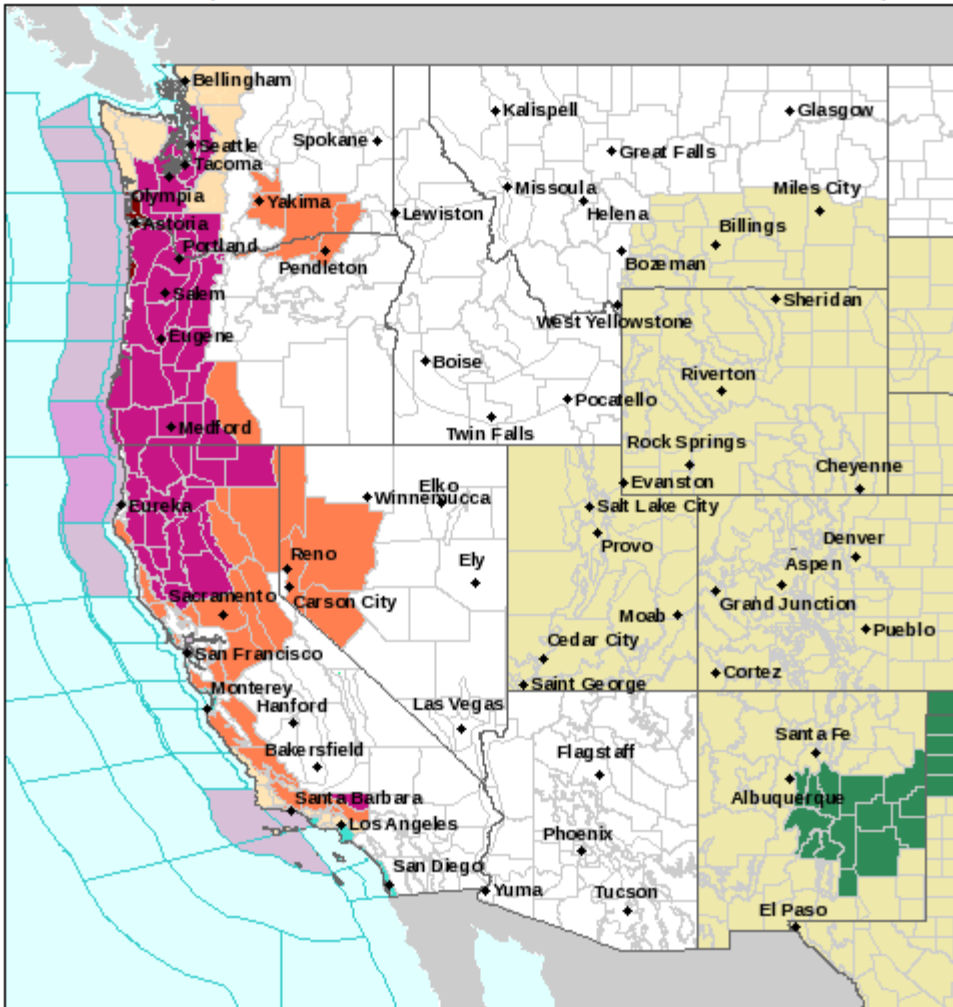 Bellingham
Kalispell
Glasgow
Seattle
Spokane
Great Falls
Tacoma
Missoula
Miles City
Olympia
Yakima
Lewiston
Helena
Astoria
Billings
Portland
Pendleton
Bozeman
Salem
Sheridan
West Yellowstone
Eugene
Boise
Riverton
Pocatello
Medford
Twin Falls
Rock Springs
Cheyenne
Elko
Evanston
Winnemucca
Eureka
Salt Lake City
Provo
Denver
Reno
Ely
Aspen
Sacramento
Carson City
Grand Junction
Moab
Pueblo
Cedar City
San Francisco
Cortez
Saint George
Monterey
Hanford
Las Vegas
Santa Fe
Bakersfield
Flagstaff
Albuquerque
Santa Barbara
Los Angeles
Phoenix
San Diego
Yuma
Tucson
El Paso